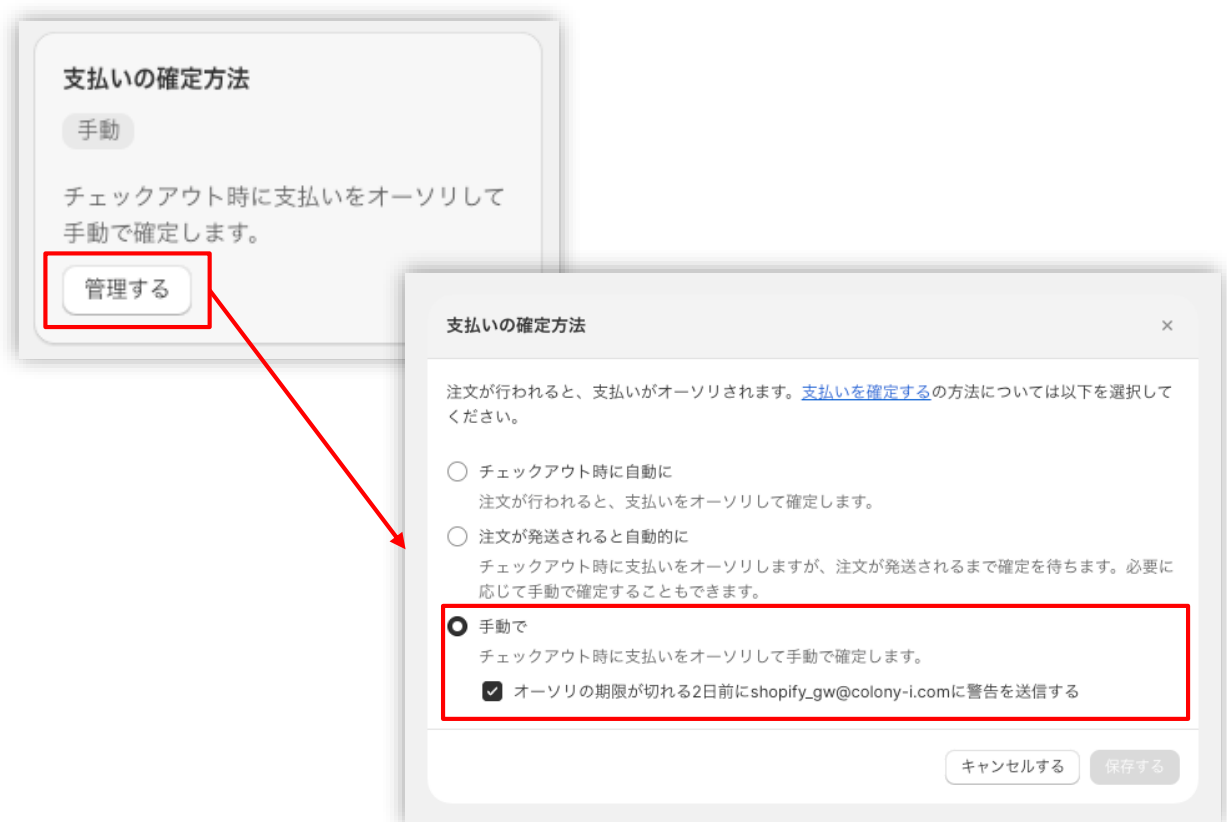 支払いの確定方法
手動
チェックアウト時に支払いをオーソリして
手動で確定します。
管理する
支払いの確定方法
×
注文が行われると、支払いがオーソリされます。支払いを確定するの方法については以下を選択して
ください。
チェックアウト時に自動に
注文が行われると、支払いをオーソリして確定します。
注文が発送されると自動的に
チェックアウト時に支払いをオーソリしますが、注文が発送されるまで確定を待ちます。必要に
応じて手動で確定することもできます。
手動で
チェックアウト時に支払いをオーソリして手動で確定します。
オーソリの期限が切れる2日前にshopify_gw@colony-i.comに警告を送信する
キャンセルする
保存する